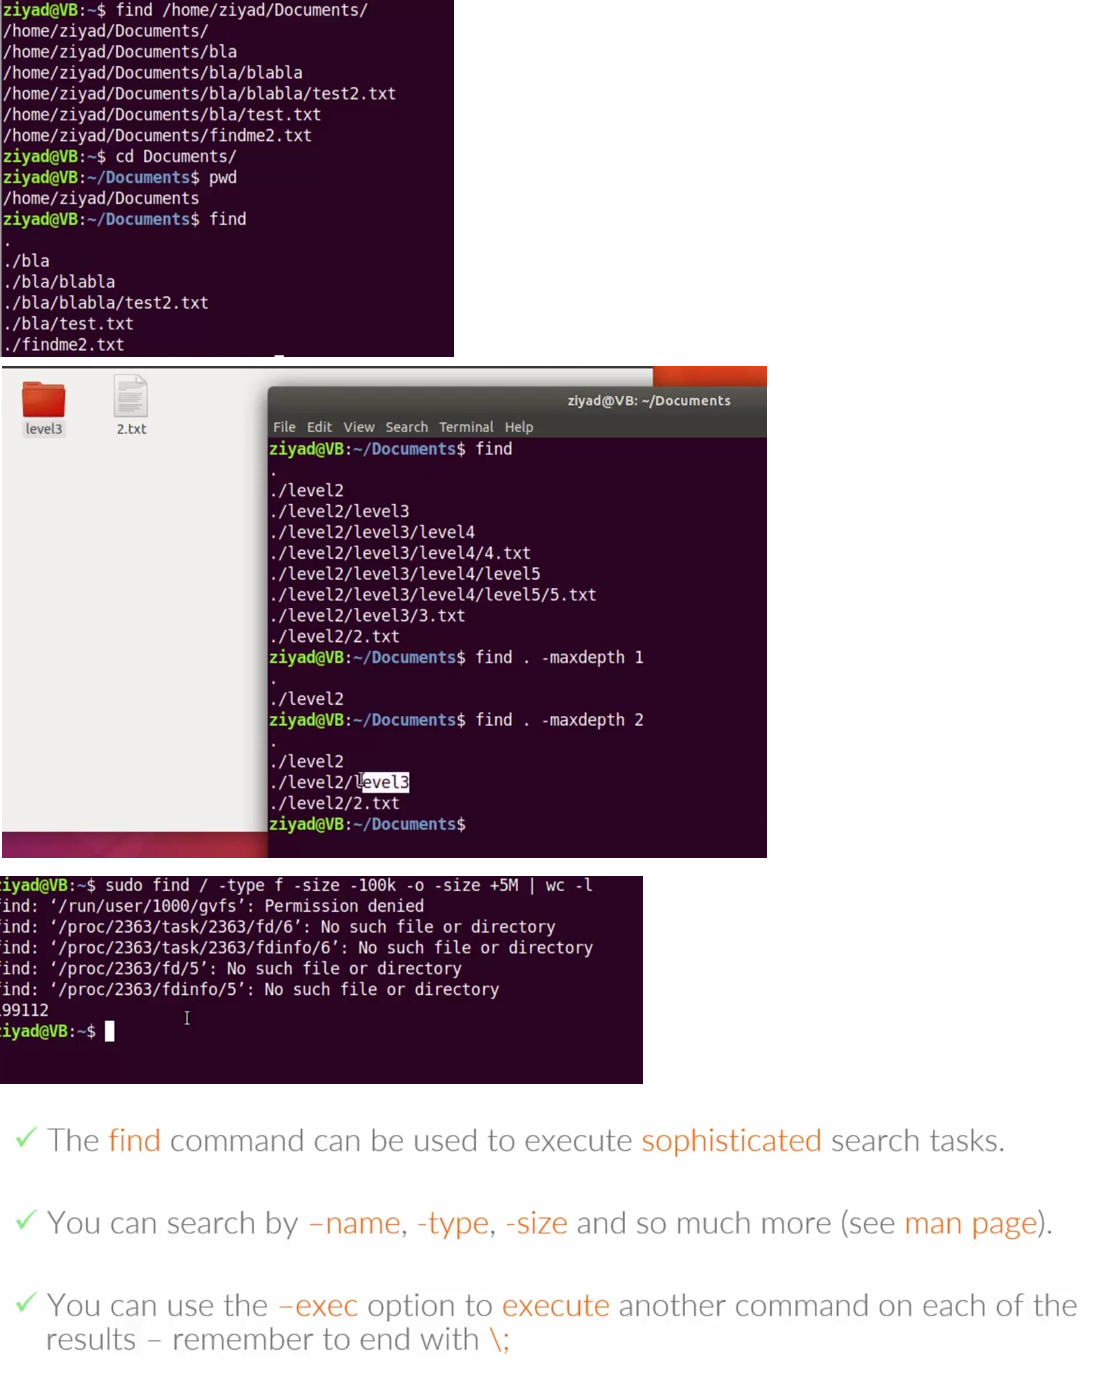 ziyad@VB:~$ find /home/ziyad/Documents/
/home/ziyad/Documents/
/home/ziyad/Documents/bla
/home/ziyad/Documents/bla/blabla
/home/ziyad/Documents/bla/blabla/test2.txt
/home/ziyad/Documents/bla/test.txt
/home/ziyad/Documents/findme2.txt
ziyad@VB:~$ cd Documents/
ziyad@VB:~/Documents$ pwd
/home/ziyad/Documents
ziyad@VB:~/Documents$ find
.
./bla
./bla/blabla
./bla/blabla/test2.txt
./bla/test.txt
./findme2.txt
level3
2.txt
ziyad@VB: ~/Documents
File Edit View Search Terminal Help
ziyad@VB:~/Documents$ find
.
./level2
./level2/level3
./level2/level3/level4
./level2/level3/level4/4.txt
./level2/level3/level4/level5
./level2/level3/level4/level5/5.txt
./level2/level3/3.txt
./level2/2.txt
ziyad@VB:~/Documents$ find . -maxdepth 1
.
./level2
ziyad@VB:~/Documents$ find . -maxdepth 2
.
./level2
./level2/level3
./level2/2.txt
ziyad@VB:~/Documents$
iyad@VB:~$ sudo find / -type f -size -100k -o -size +5M | wc -l
ind: ‘/run/user/1000/gvfs’: Permission denied
ind: ‘/proc/2363/task/2363/fd/6’: No such file or directory
ind: ‘/proc/2363/task/2363/fdinfo/6’: No such file or directory
ind: ‘/proc/2363/fd/5’: No such file or directory
ind: ‘/proc/2363/fdinfo/5’: No such file or directory
99112
iyad@VB:~$
✓ The find command can be used to execute sophisticated search tasks.
✓ You can search by –name, -type, -size and so much more (see man page).
✓ You can use the –exec option to execute another command on each of the
results – remember to end with \;